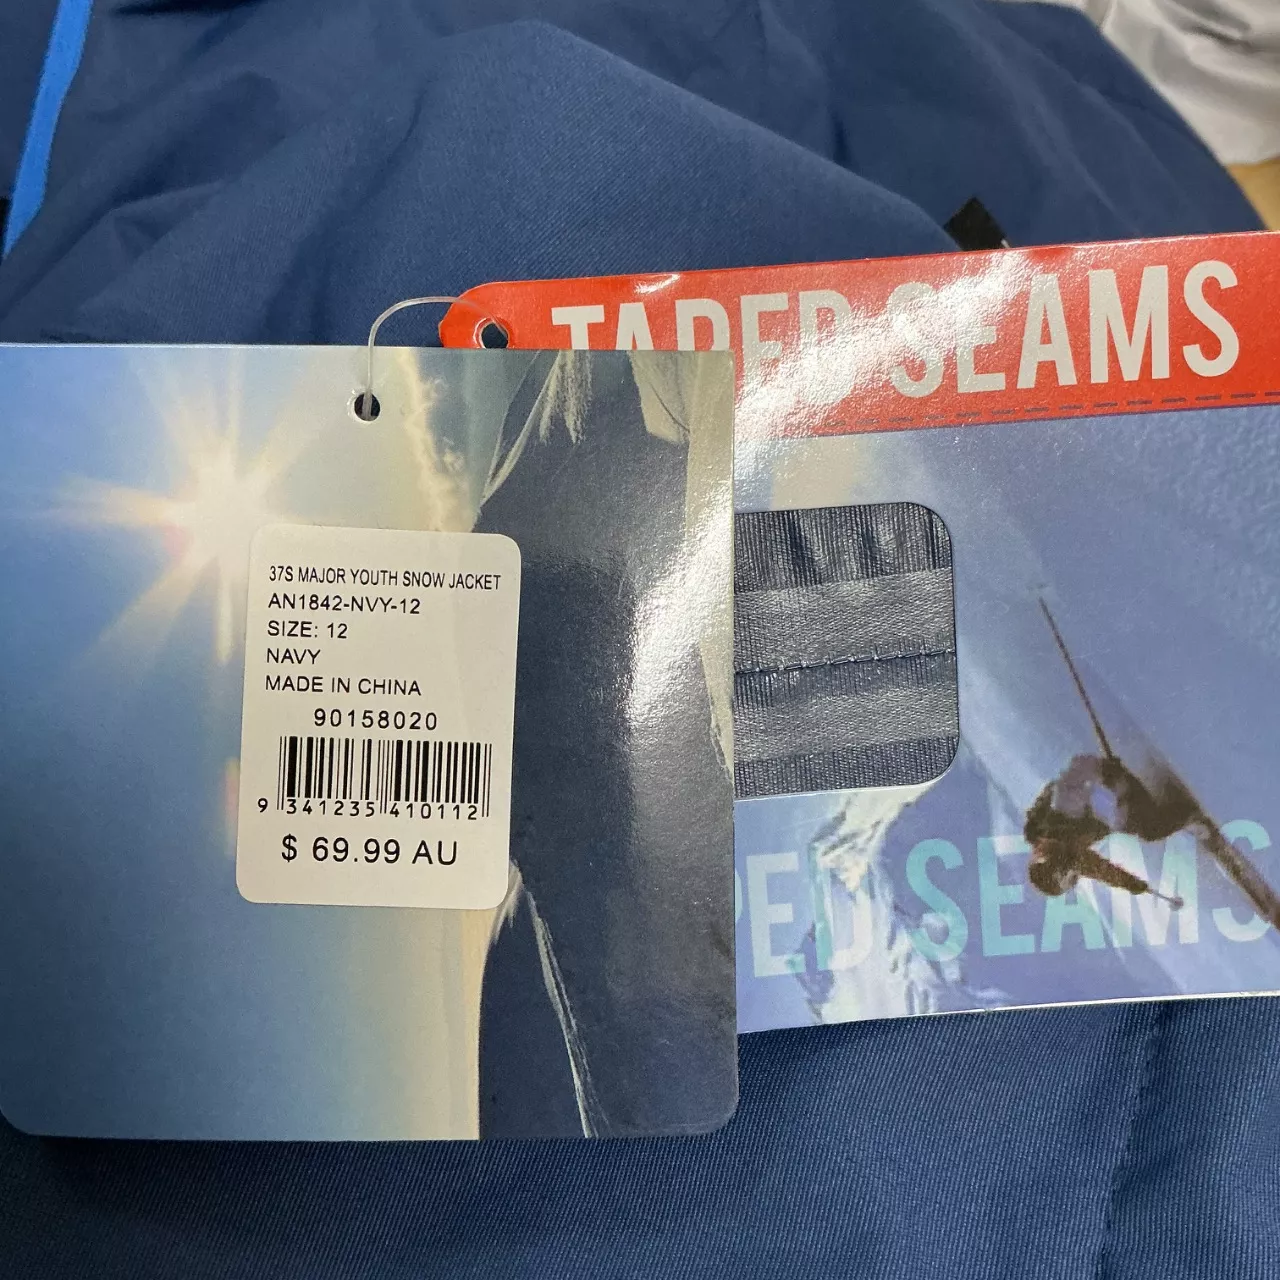 TAPED SEAMS
37S MAJOR YOUTH SNOW JACKET
AN1842-NVY-12
SIZE: 12
NAVY
MADE IN CHINA
90158020
9 341235 410112
$ 69.99 AU
PED SEAMS